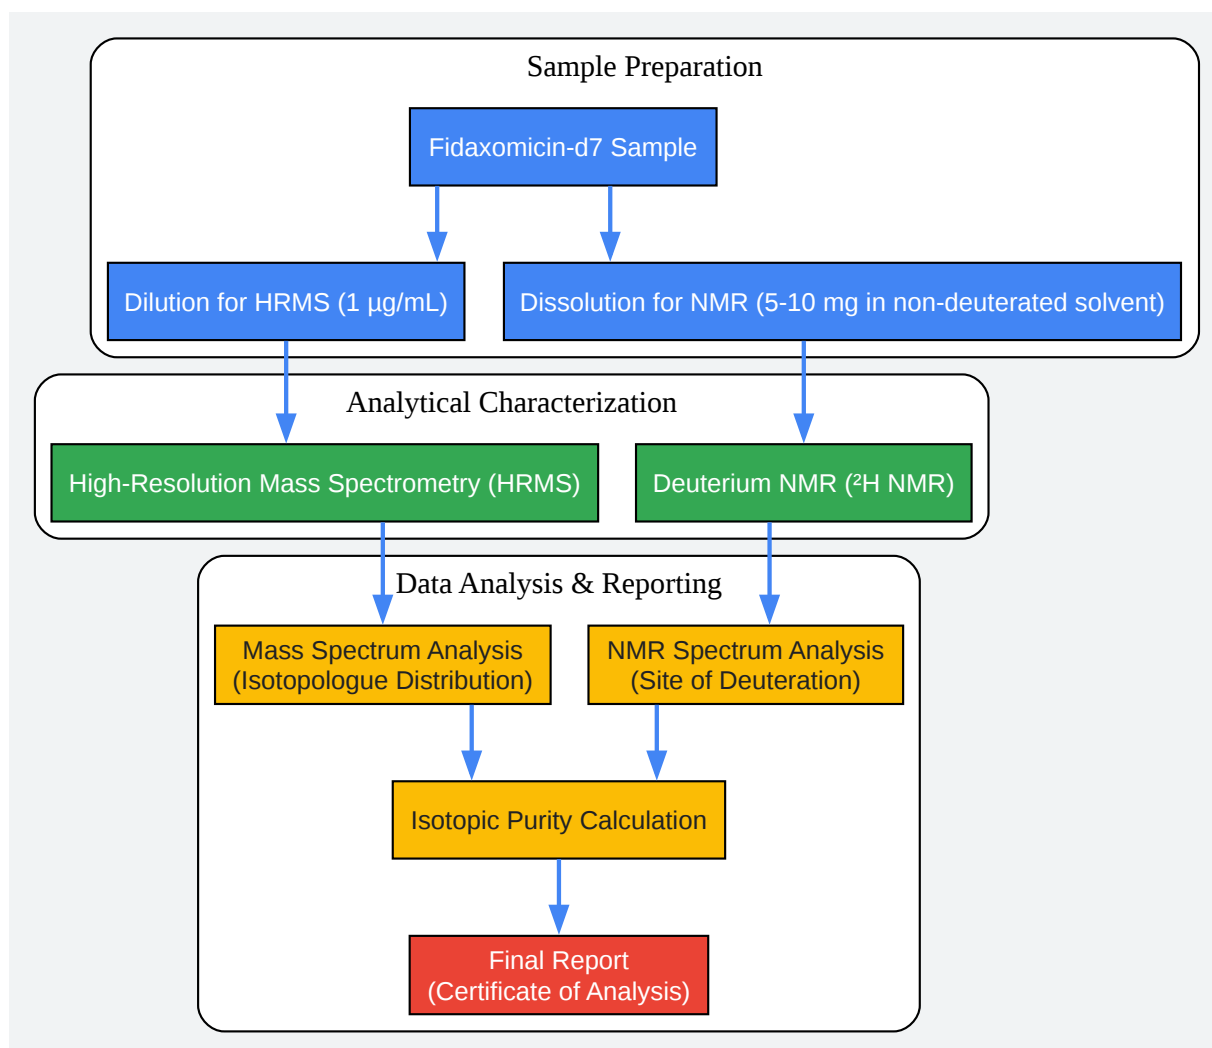 Sample Preparation
Fidaxomicin-d7 Sample
Dilution for HRMS (1 µg/mL)
Dissolution for NMR (5-10 mg in non-deuterated solvent)
Analytical Characterization
High-Resolution Mass Spectrometry (HRMS)
Deuterium NMR (²H NMR)
Data Analysis & Reporting
Mass Spectrum Analysis
(Isotopologue Distribution)
NMR Spectrum Analysis
(Site of Deuteration)
Isotopic Purity Calculation
Final Report
(Certificate of Analysis)